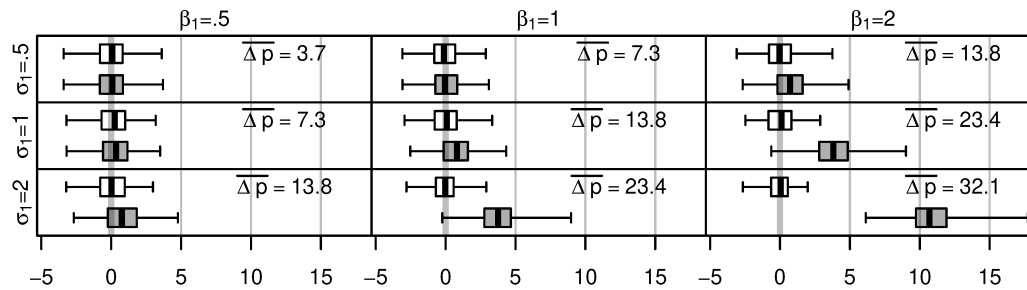 β₁=.5 β₁=1 β₁=2
σ₁=.5 Δp = 3.7 Δp = 7.3 Δp = 13.8
σ₁=1 Δp = 7.3 Δp = 13.8 Δp = 23.4
σ₁=2 Δp = 13.8 Δp = 23.4 Δp = 32.1
−5 0 5 10 15 −5 0 5 10 15 −5 0 5 10 15